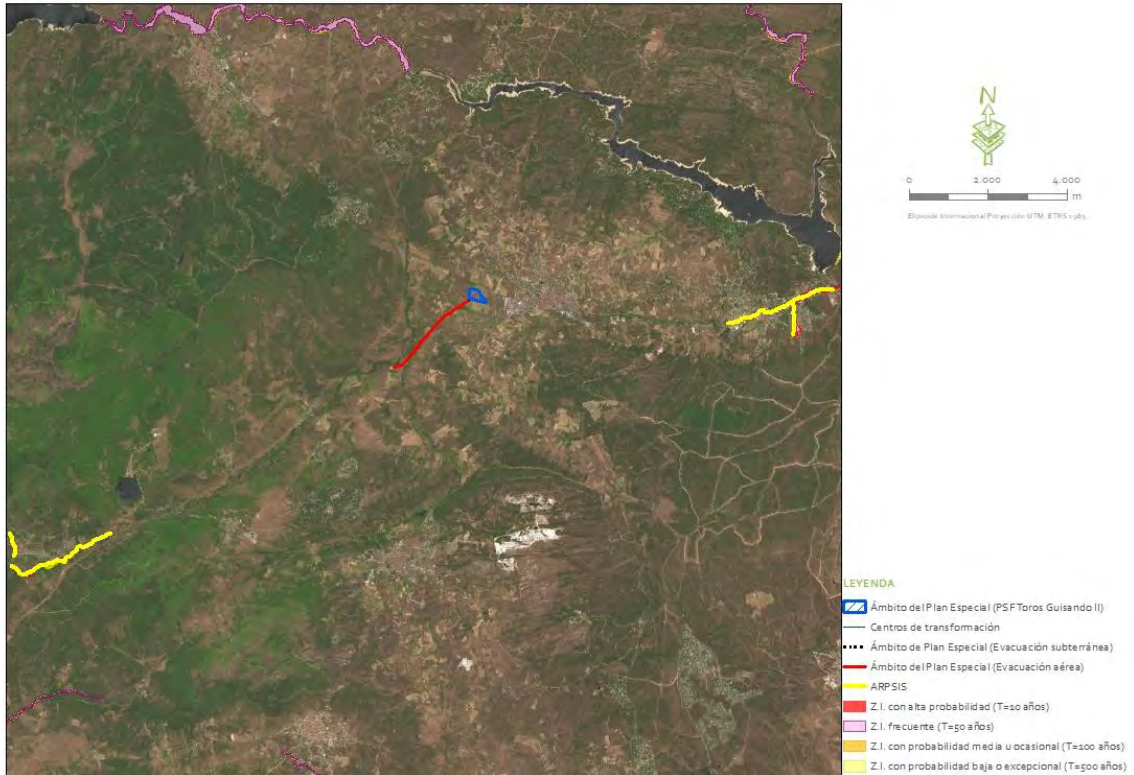 N
0 2.000 4.000
m
Elipsoide Internacional Proyección UTM. ETRS 1989.
LEYENDA
Ámbito del Plan Especial (PSF Toros Guisando II)
Centros de transformación
Ámbito de Plan Especial (Evacuación subterránea)
Ámbito del Plan Especial (Evacuación aérea)
ARPSIS
Z.I. con alta probabilidad (T=10 años)
Z.I. frecuente (T=50 años)
Z.I. con probabilidad media u ocasional (T=100 años)
Z.I. con probabilidad baja o excepcional (T=500 años)